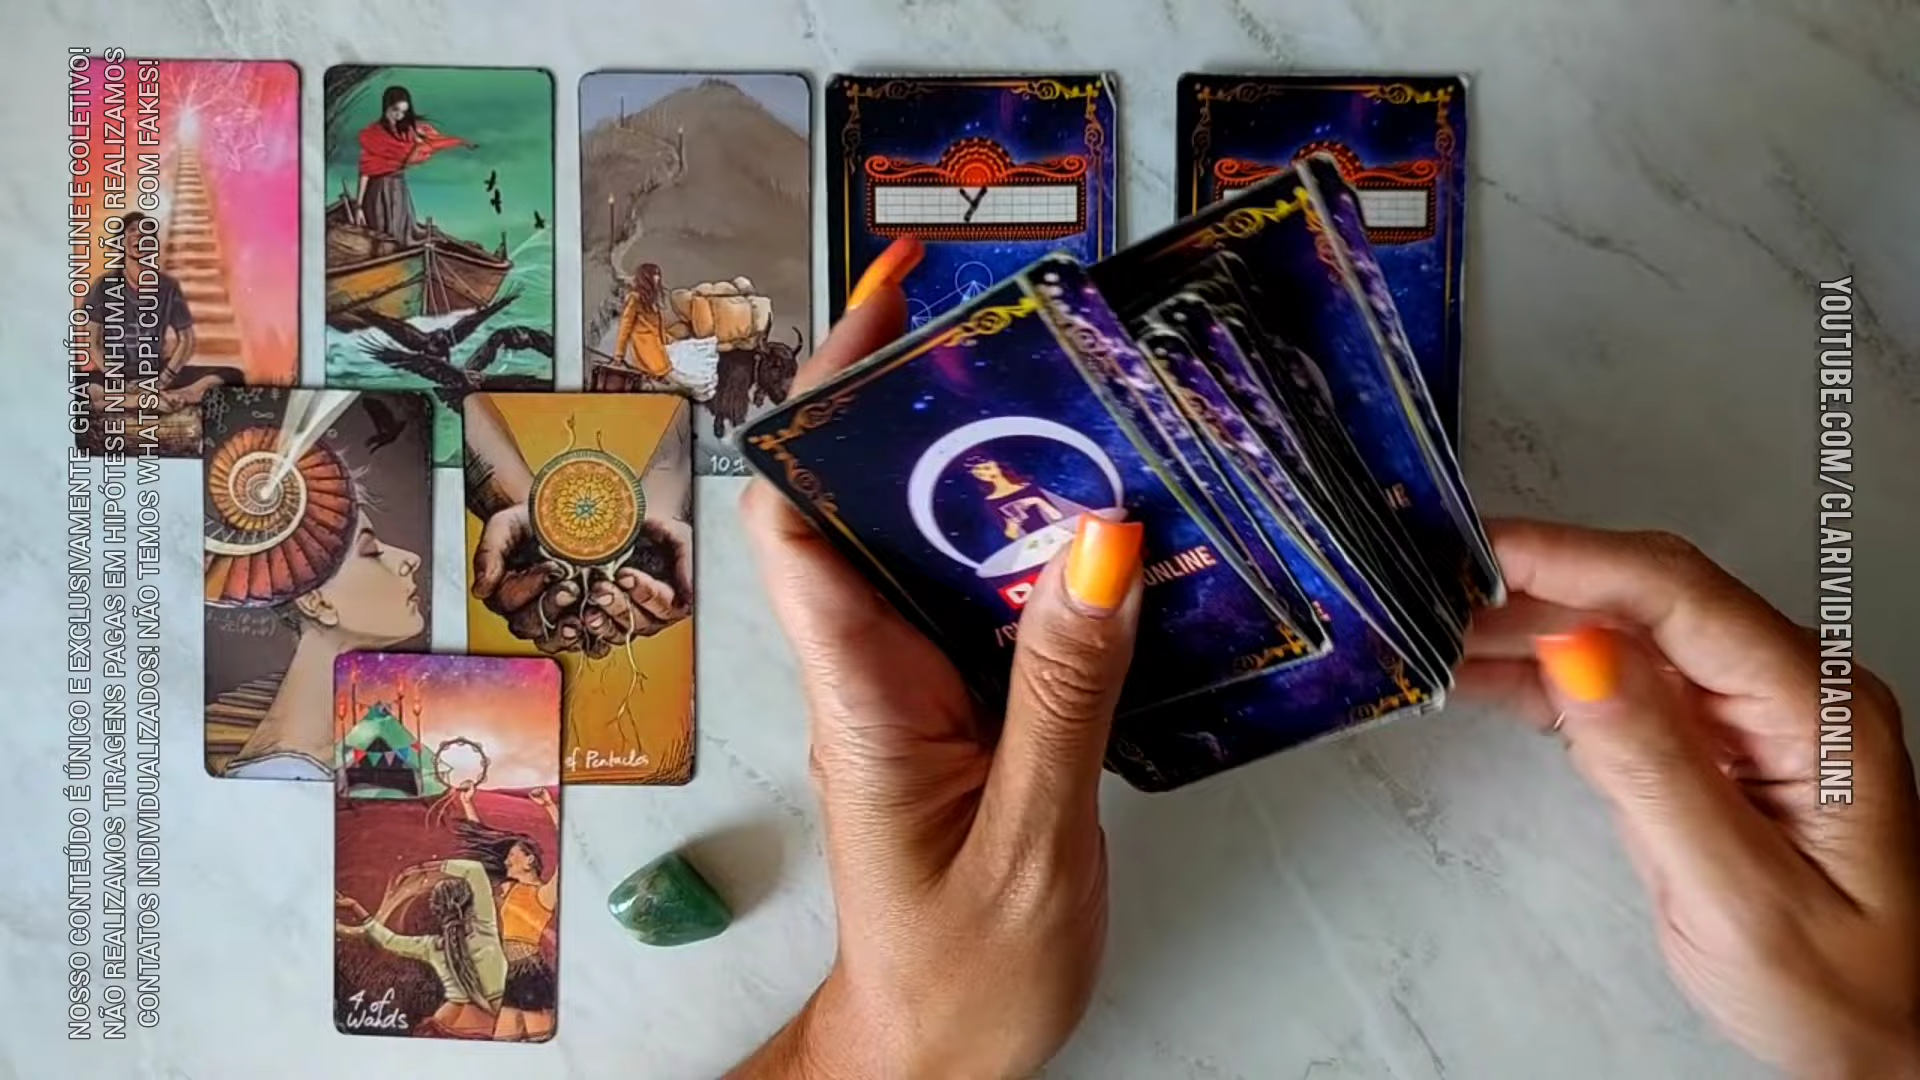 NOSSO CONTEÚDO É ÚNICO E EXCLUSIVAMENTE GRATUÍTO, ONLINE E COLETIVO!
NÃO REALIZAMOS TIRAGENS PAGAS EM HIPÓTESE NENHUMA! NÃO REALIZAMOS
CONTATOS INDIVIDUALIZADOS! NÃO TEMOS WHATSAPP! CUIDADO COM FAKES!
Y
10
ONLINE
of Pentacles
4 of
Wands
YOUTUBE.COM/CLARIVIDENCIAONLINE